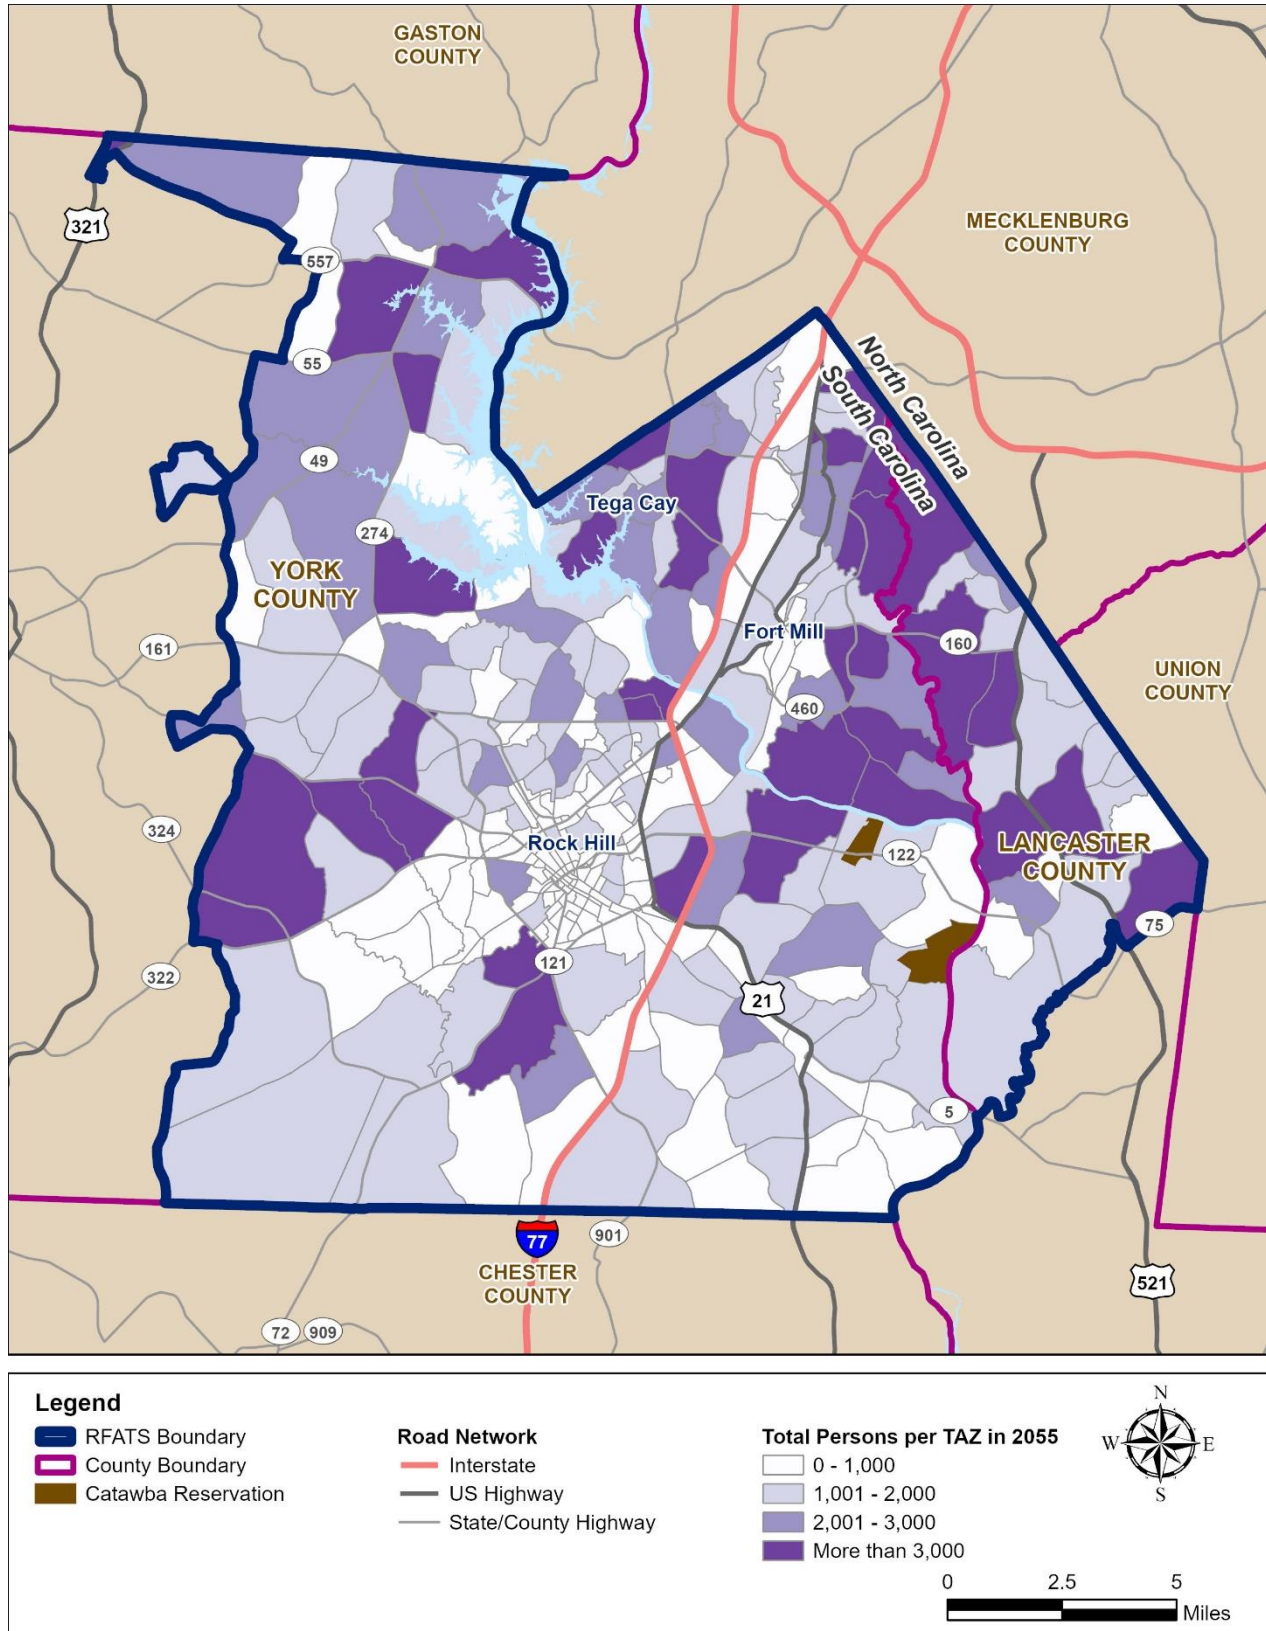 GASTON
COUNTY
MECKLENBURG
COUNTY
321
557
North Carolina
South Carolina
55
49
Tega Cay
274
YORK
COUNTY
Fort Mill
160
161
UNION
COUNTY
460
324
Rock Hill
122
LANCASTER
COUNTY
75
322
121
21
5
77
901
CHESTER
COUNTY
521
72
909
Legend
RFATS Boundary
County Boundary
Catawba Reservation
Road Network
Interstate
US Highway
State/County Highway
Total Persons per TAZ in 2055
0 - 1,000
1,001 - 2,000
2,001 - 3,000
More than 3,000
N
W
E
S
0 2.5 5
Miles